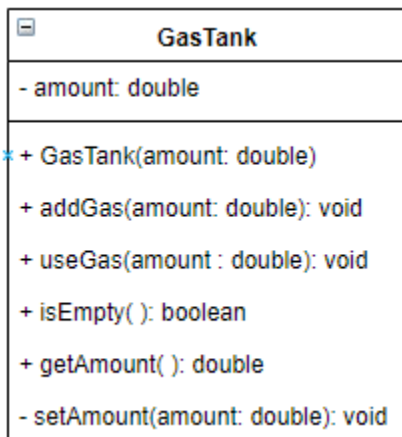 GasTank
- amount: double
+ GasTank(amount: double)
+ addGas(amount: double): void
+ useGas(amount : double): void
+ isEmpty( ): boolean
+ getAmount( ): double
- setAmount(amount: double): void